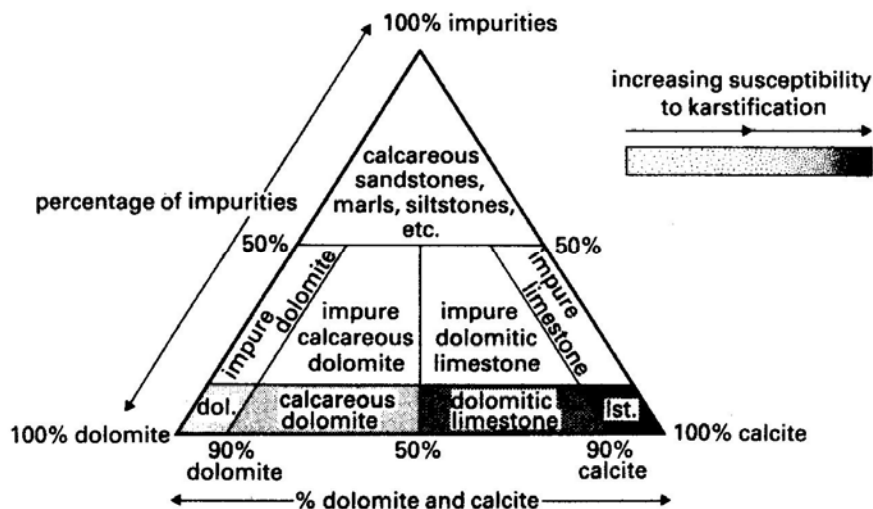 100% impurities
increasing susceptibility
to karstification
calcareous
sandstones,
marls, siltstones,
etc.
percentage of impurities
50%
50%
impure dolomite
impure
calcareous
dolomite
impure
dolomitic
limestone
impure
limestone
dol.
calcareous
dolomite
dolomitic
limestone
lst.
100% dolomite
100% calcite
90%
dolomite
50%
90%
calcite
% dolomite and calcite